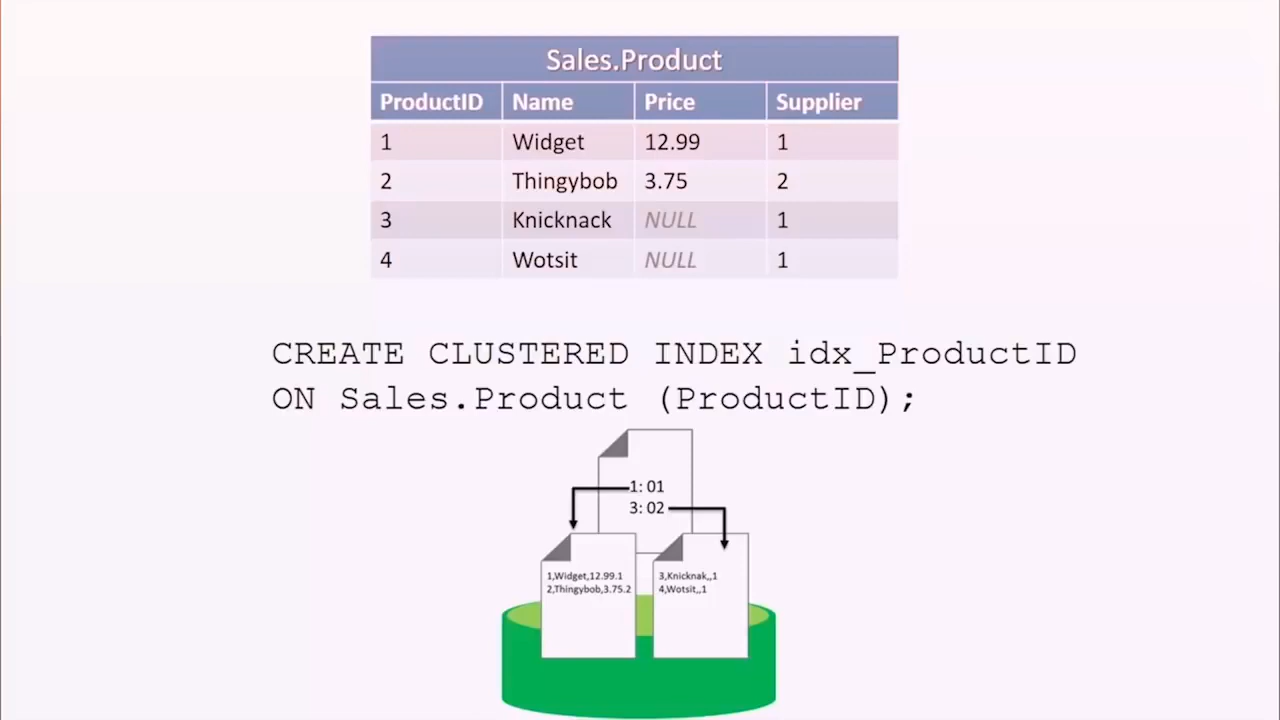 Sales.Product
ProductID Name Price Supplier
1 Widget 12.99 1
2 Thingybob 3.75 2
3 Knicknack NULL 1
4 Wotsit NULL 1
CREATE CLUSTERED INDEX idx_ProductID
ON Sales.Product (ProductID);
1: 01
3: 02
1,Widget,12.99.1
2,Thingybob,3.75.2
3,Knicknak,,1
4,Wotsit,,1